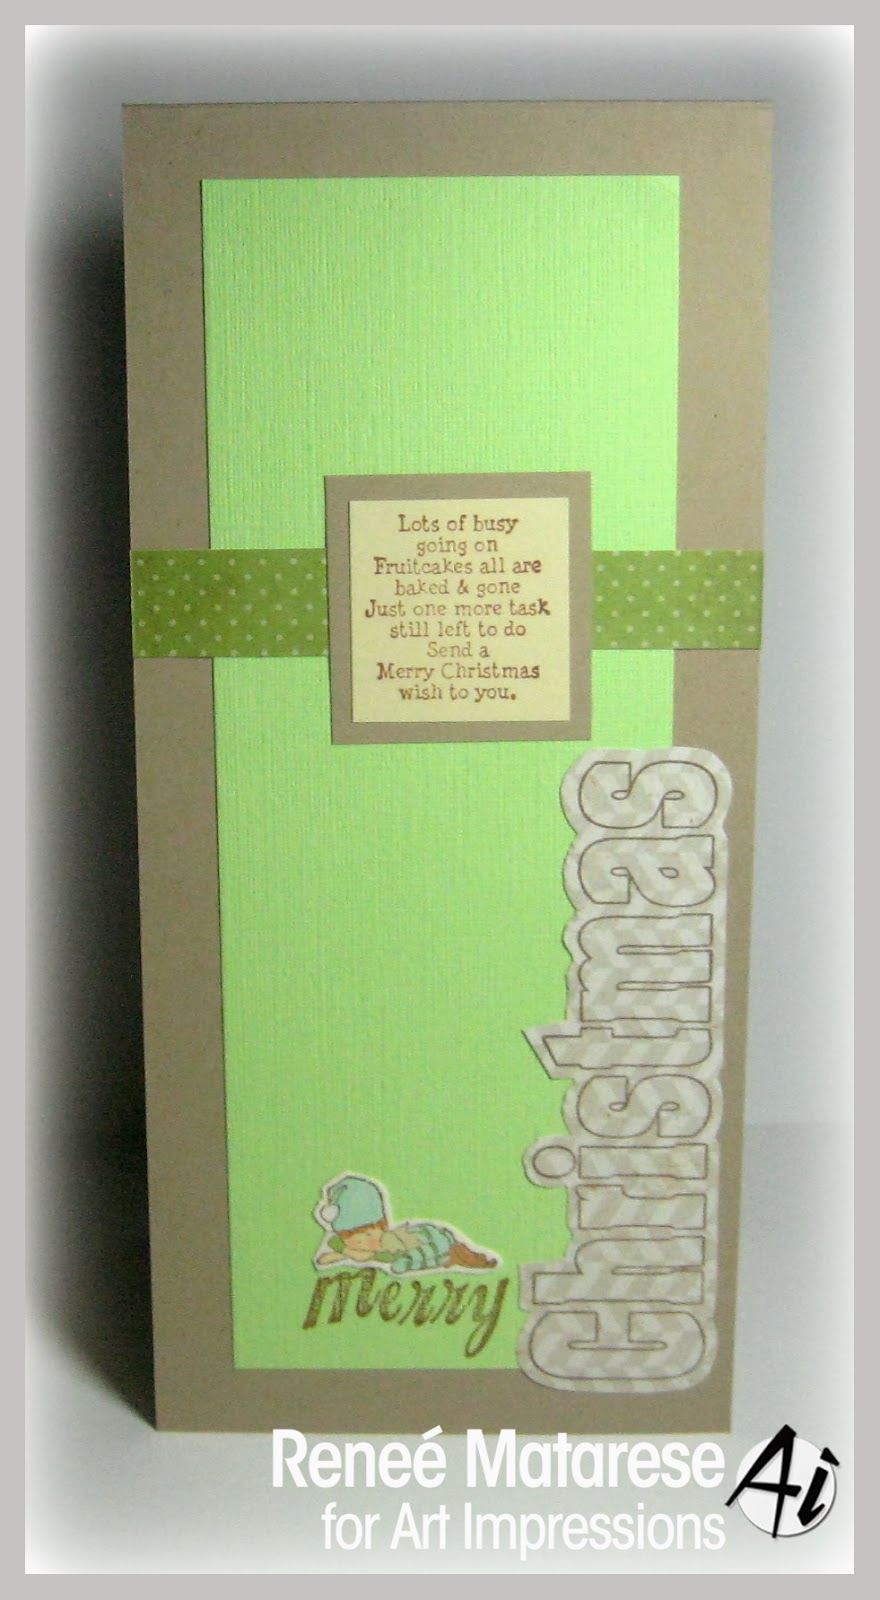 Lots of busy
going on
Fruitcakes all are
baked & gone
Just one more task
still left to do
Send a
Merry Christmas
wish to you.
merry
Christmas
Reneé Matarese
for Art Impressions
Ai